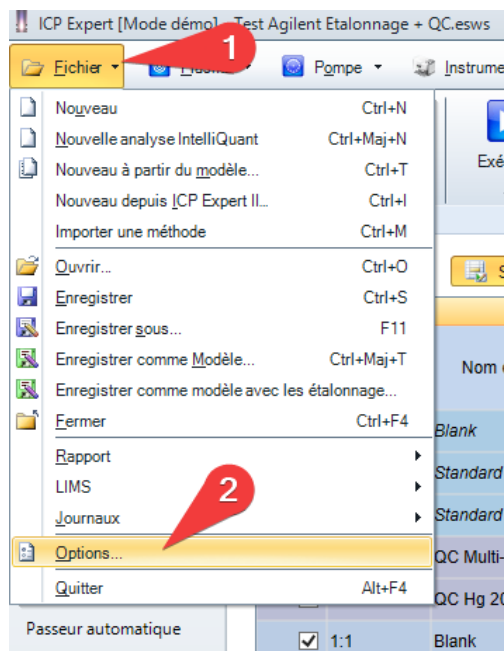 ICP Expert [Mode démo] - Test Agilent Etalonnage + QC.esws
1
Fichier Pompe Instrume
Nouveau Ctrl+N
Nouvelle analyse IntelliQuant Ctrl+Maj+N
Nouveau à partir du modèle... Ctrl+T
Nouveau depuis ICP Expert II... Ctrl+I
Importer une méthode Ctrl+M
Ouvrir... Ctrl+O
Enregistrer Ctrl+S
Enregistrer sous... F11
Enregistrer comme Modèle... Ctrl+Maj+T
Enregistrer comme modèle avec les étalonnage...
Fermer Ctrl+F4
Rapport
LIMS
2
Journaux
Options...
Quitter Alt+F4
Exé
S
Nom
Blank
Standard
Standard
QC Multi-
QC Hg 20
Passeur automatique
1:1 Blank